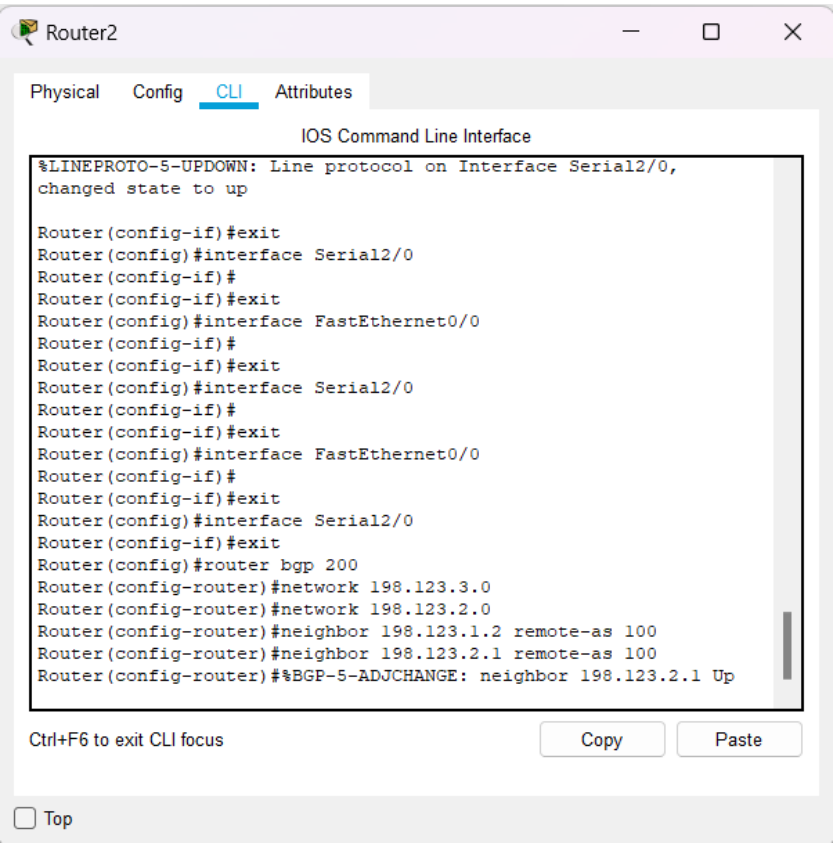 Router2
Physical Config CLI Attributes
IOS Command Line Interface
%LINEPROTO-5-UPDOWN: Line protocol on Interface Serial2/0,
changed state to up
Router(config-if)#exit
Router(config)#interface Serial2/0
Router(config-if)#
Router(config-if)#exit
Router(config)#interface FastEthernet0/0
Router(config-if)#
Router(config-if)#exit
Router(config)#interface Serial2/0
Router(config-if)#
Router(config-if)#exit
Router(config)#interface FastEthernet0/0
Router(config-if)#
Router(config-if)#exit
Router(config)#interface Serial2/0
Router(config-if)#exit
Router(config)#router bgp 200
Router(config-router)#network 198.123.3.0
Router(config-router)#network 198.123.2.0
Router(config-router)#neighbor 198.123.1.2 remote-as 100
Router(config-router)#neighbor 198.123.2.1 remote-as 100
Router(config-router)#%BGP-5-ADJCHANGE: neighbor 198.123.2.1 Up
Ctrl+F6 to exit CLI focus
Copy Paste
Top